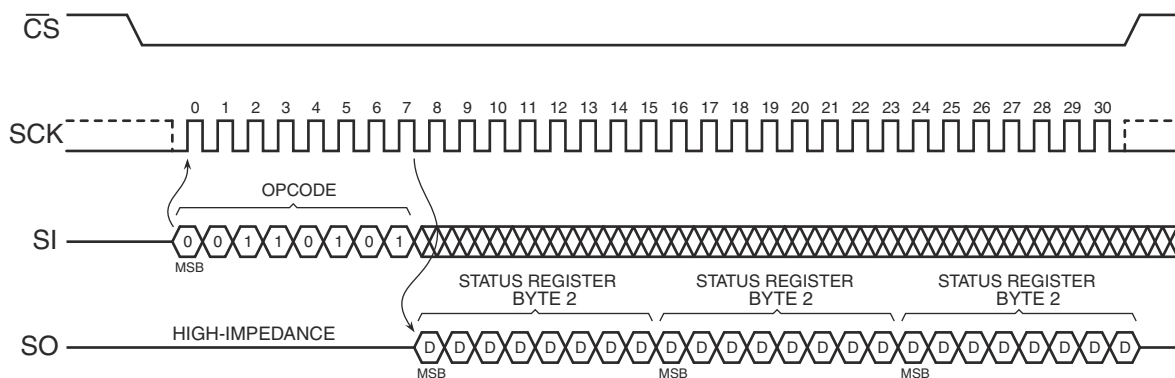 CS
0 1 2 3 4 5 6 7 8 9 10 11 12 13 14 15 16 17 18 19 20 21 22 23 24 25 26 27 28 29 30
SCK
OPCODE
SI
0 0 1 1 0 1 0 1
MSB
STATUS REGISTER
BYTE 2
STATUS REGISTER
BYTE 2
STATUS REGISTER
BYTE 2
HIGH-IMPEDANCE
SO
D D D D D D D D D D D D D D D D D D D D D D D D
MSB MSB MSB